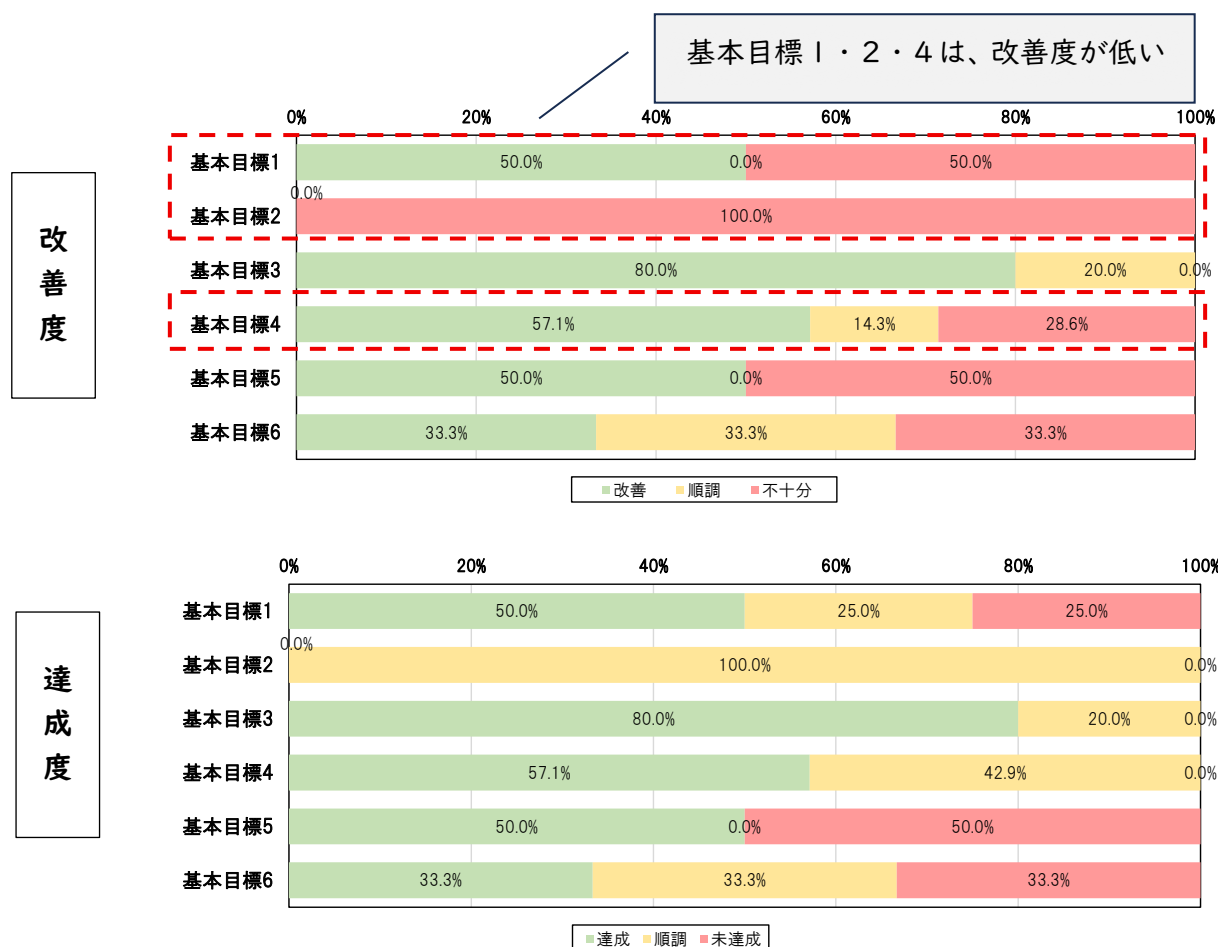 基本目標1・2・4は、改善度が低い
改善度
0% 20% 40% 60% 80% 100%
基本目標1 50.0% 0.0% 50.0%
0.0%
基本目標2 100.0%
基本目標3 80.0% 20.0% 0.0%
基本目標4 57.1% 14.3% 28.6%
基本目標5 50.0% 0.0% 50.0%
基本目標6 33.3% 33.3% 33.3%
改善 順調 不十分
達成度
0% 20% 40% 60% 80% 100%
基本目標1 50.0% 25.0% 25.0%
0.0%
基本目標2 100.0% 0.0%
基本目標3 80.0% 20.0% 0.0%
基本目標4 57.1% 42.9% 0.0%
基本目標5 50.0% 0.0% 50.0%
基本目標6 33.3% 33.3% 33.3%
達成 順調 未達成